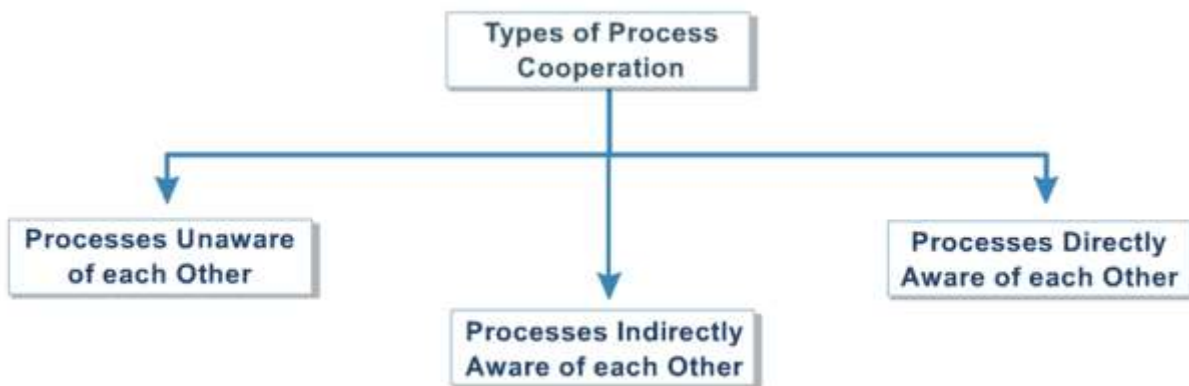 Types of Process
Cooperation
Processes Unaware
of each Other
Processes Indirectly
Aware of each Other
Processes Directly
Aware of each Other